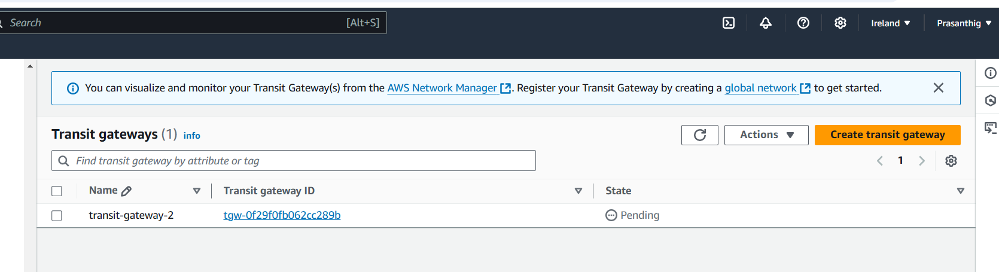 Search [Alt+S] Ireland Prasanthig
You can visualize and monitor your Transit Gateway(s) from the AWS Network Manager. Register your Transit Gateway by creating a global network to get started.
Transit gateways (1) info Actions Create transit gateway
Find transit gateway by attribute or tag 1
Name Transit gateway ID State
transit-gateway-2 tgw-0f29f0fb062cc289b Pending